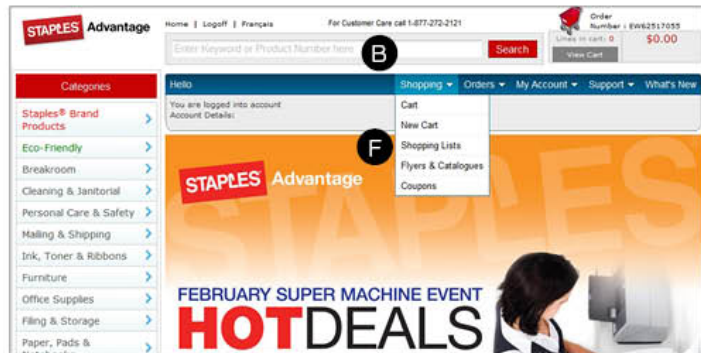 STAPLES Advantage
Home | Logoff | Français
For Customer Care call 1-877-272-2121
Order
Number : EW62517055
Lines in cart: 0
$0.00
Enter Keyword or Product Number here
B
Search
View Cart
Categories
Hello
Shopping
Orders
My Account
Support
What's New
You are logged into account
Account Details:
Cart
New Cart
F
Shopping Lists
Flyers & Catalogues
Coupons
Staples® Brand
Products
Eco-Friendly
Breakroom
Cleaning & Janitorial
Personal Care & Safety
Mailing & Shipping
Ink, Toner & Ribbons
Furniture
Office Supplies
Filing & Storage
Paper, Pads &
STAPLES
STAPLES Advantage
FEBRUARY SUPER MACHINE EVENT
HOTDEALS